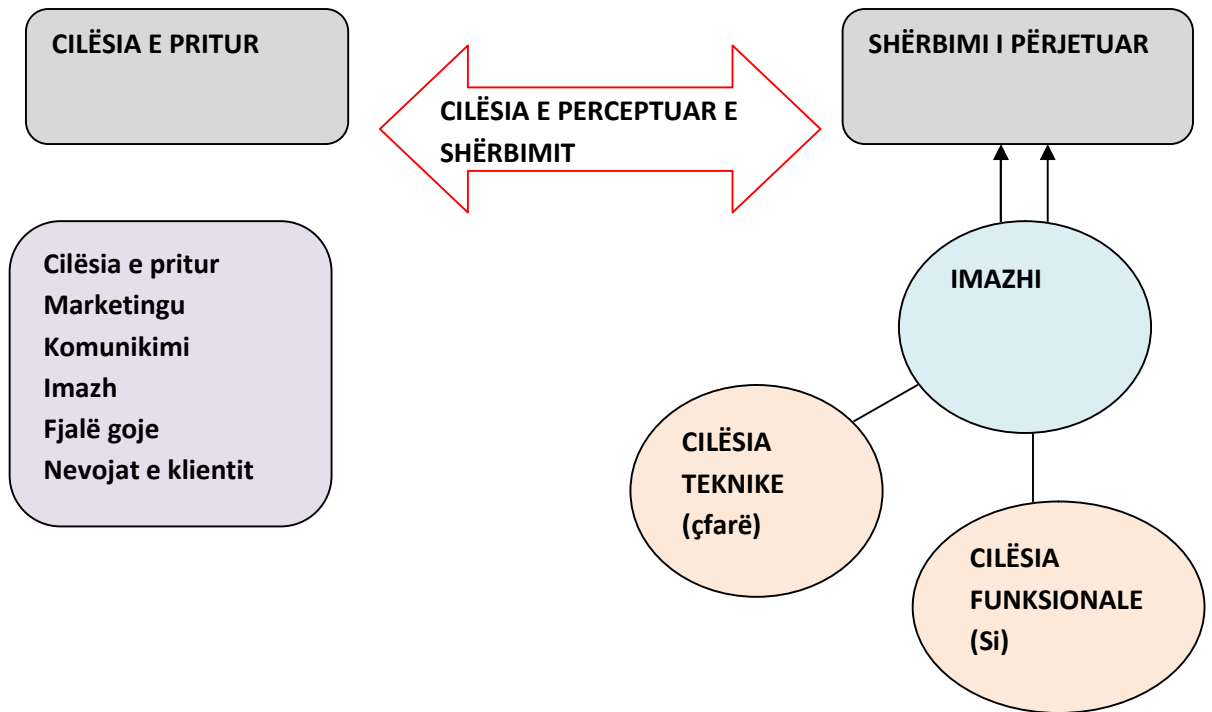 CILËSIA E PRITUR
CILËSIA E PERCEPTUAR E
SHËRBIMIT
SHËRBIMI I PËRJETUAR
Cilësia e pritur
Marketingu
Komunikimi
Imazh
Fjalë goje
Nevojat e klientit
IMAZHI
CILËSIA
TEKNIKE
(çfarë)
CILËSIA
FUNKSIONALE
(Si)